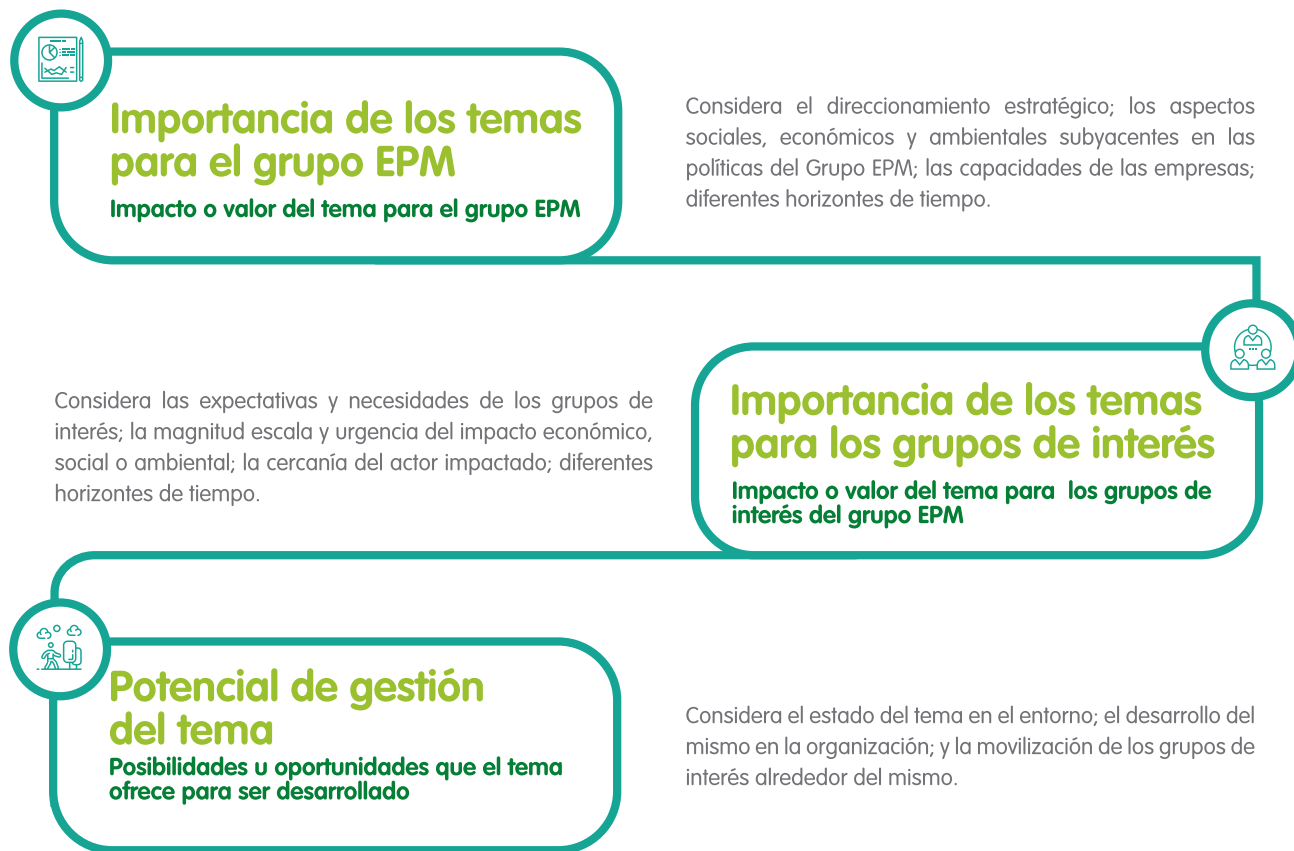 Importancia de los temas
para el grupo EPM
Impacto o valor del tema para el grupo EPM
Considera el direccionamiento estratégico; los aspectos
sociales, económicos y ambientales subyacentes en las
políticas del Grupo EPM; las capacidades de las empresas;
diferentes horizontes de tiempo.
Considera las expectativas y necesidades de los grupos de
interés; la magnitud escala y urgencia del impacto económico,
social o ambiental; la cercanía del actor impactado; diferentes
horizontes de tiempo.
Importancia de los temas
para los grupos de interés
Impacto o valor del tema para los grupos de
interés del grupo EPM
Potencial de gestión
del tema
Posibilidades u oportunidades que el tema
ofrece para ser desarrollado
Considera el estado del tema en el entorno; el desarrollo del
mismo en la organización; y la movilización de los grupos de
interés alrededor del mismo.